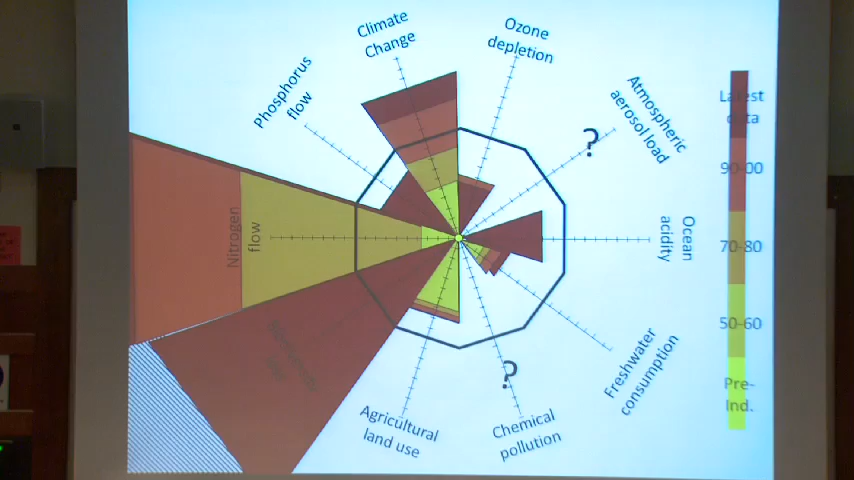 Climate
Change
Ozone
depletion
Phosphorus
flow
Atmospheric
aerosol load
?
Nitrogen
flow
Ocean
acidity
Freshwater
consumption
?
Chemical
pollution
Agricultural
land use
Latest
data
90-00
70-80
50-60
Pre-
Ind.